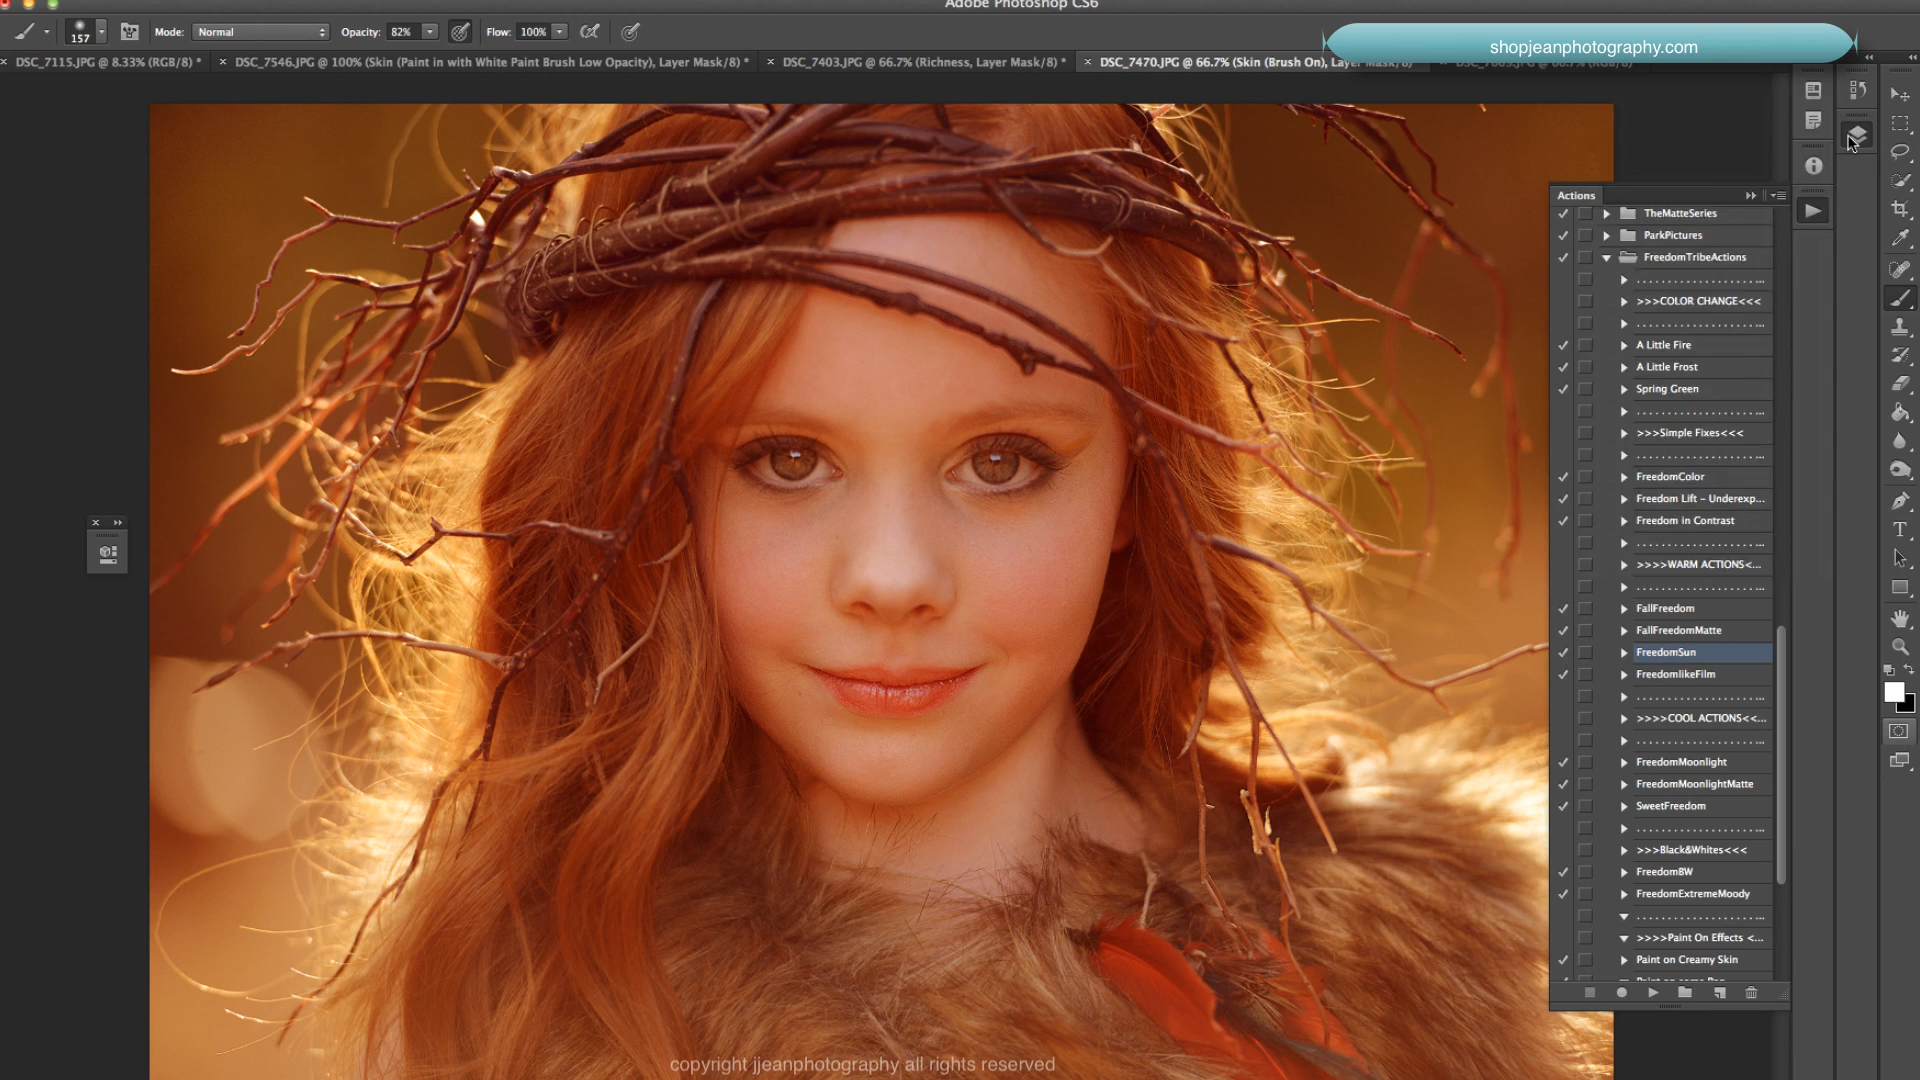 Adobe Photoshop CS6
157
Mode: Normal
Opacity: 82%
Flow: 100%
shopjeanphotography.com
DSC_7115.JPG @ 8.33% (RGB/8) *
DSC_7546.JPG @ 100% (Skin (Paint in with White Paint Brush Low Opacity), Layer Mask/8) *
DSC_7403.JPG @ 66.7% (Richness, Layer Mask/8) *
DSC_7470.JPG @ 66.7% (Skin (Brush On), Layer Mask/8)
Actions
TheMatteSeries
ParkPictures
FreedomTribeActions
....................
>>>COLOR CHANGE<<<
....................
A Little Fire
A Little Frost
Spring Green
....................
>>>Simple Fixes<<<
....................
FreedomColor
Freedom Lift - Underexp...
Freedom in Contrast
....................
>>>>WARM ACTIONS<...
....................
FallFreedom
FallFreedomMatte
FreedomSun
FreedomlikeFilm
....................
>>>>COOL ACTIONS<<...
....................
FreedomMoonlight
FreedomMoonlightMatte
SweetFreedom
....................
>>>Black&Whites<<<
FreedomBW
FreedomExtremeMoody
....................
>>>>Paint On Effects <...
Paint on Creamy Skin
copyright jjeanphotography all rights reserved